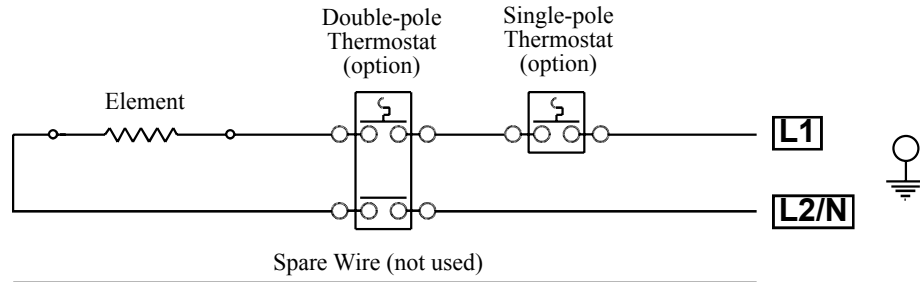 Double-pole
Thermostat
(option)
Single-pole
Thermostat
(option)
Element
L1
L2/N
Spare Wire (not used)